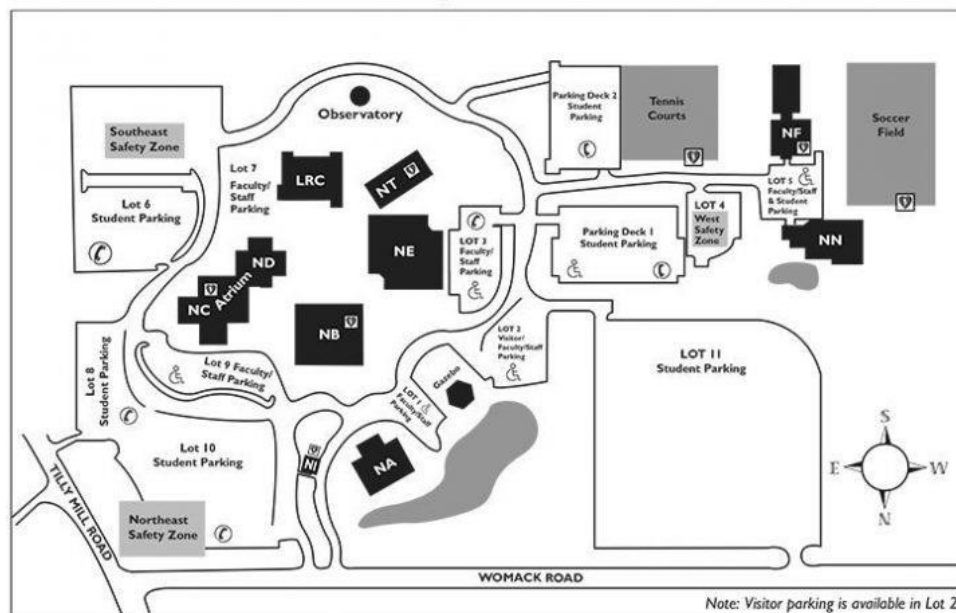 Observatory
Southeast
Safety Zone
Lot 7
Faculty/
Staff
Parking
LRC
NT
Parking Deck 2
Student
Parking
Tennis
Courts
NF
Soccer
Field
Lot 6
Student Parking
LOT 5
Faculty/Staff
& Student
Parking
LOT 4
West
Safety
Zone
NE
LOT 3
Faculty/
Staff
Parking
Parking Deck 1
Student Parking
NN
ND
Atrium
NC
NB
LOT 2
Visitor/
Faculty/Staff
Parking
LOT 11
Student Parking
Lot 8
Student Parking
Lot 9 Faculty/
Staff Parking
Gazebo
LOT 1
Faculty/Staff
Parking
Lot 10
Student Parking
NI
NA
S
E
W
N
TILLY MILL ROAD
Northeast
Safety Zone
WOMACK ROAD
Note: Visitor parking is available in Lot 2